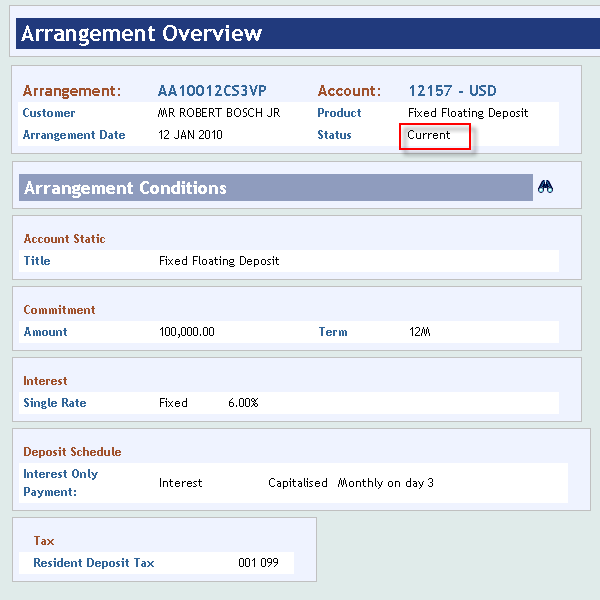 Arrangement Overview
Arrangement: AA10012CS3VP Account: 12157 - USD
Customer MR ROBERT BOSCH JR Product Fixed Floating Deposit
Arrangement Date 12 JAN 2010 Status Current
Arrangement Conditions
Account Static
Title Fixed Floating Deposit
Commitment
Amount 100,000.00 Term 12M
Interest
Single Rate Fixed 6.00%
Deposit Schedule
Interest Only
Payment: Interest Capitalised Monthly on day 3
Tax
Resident Deposit Tax 001 099